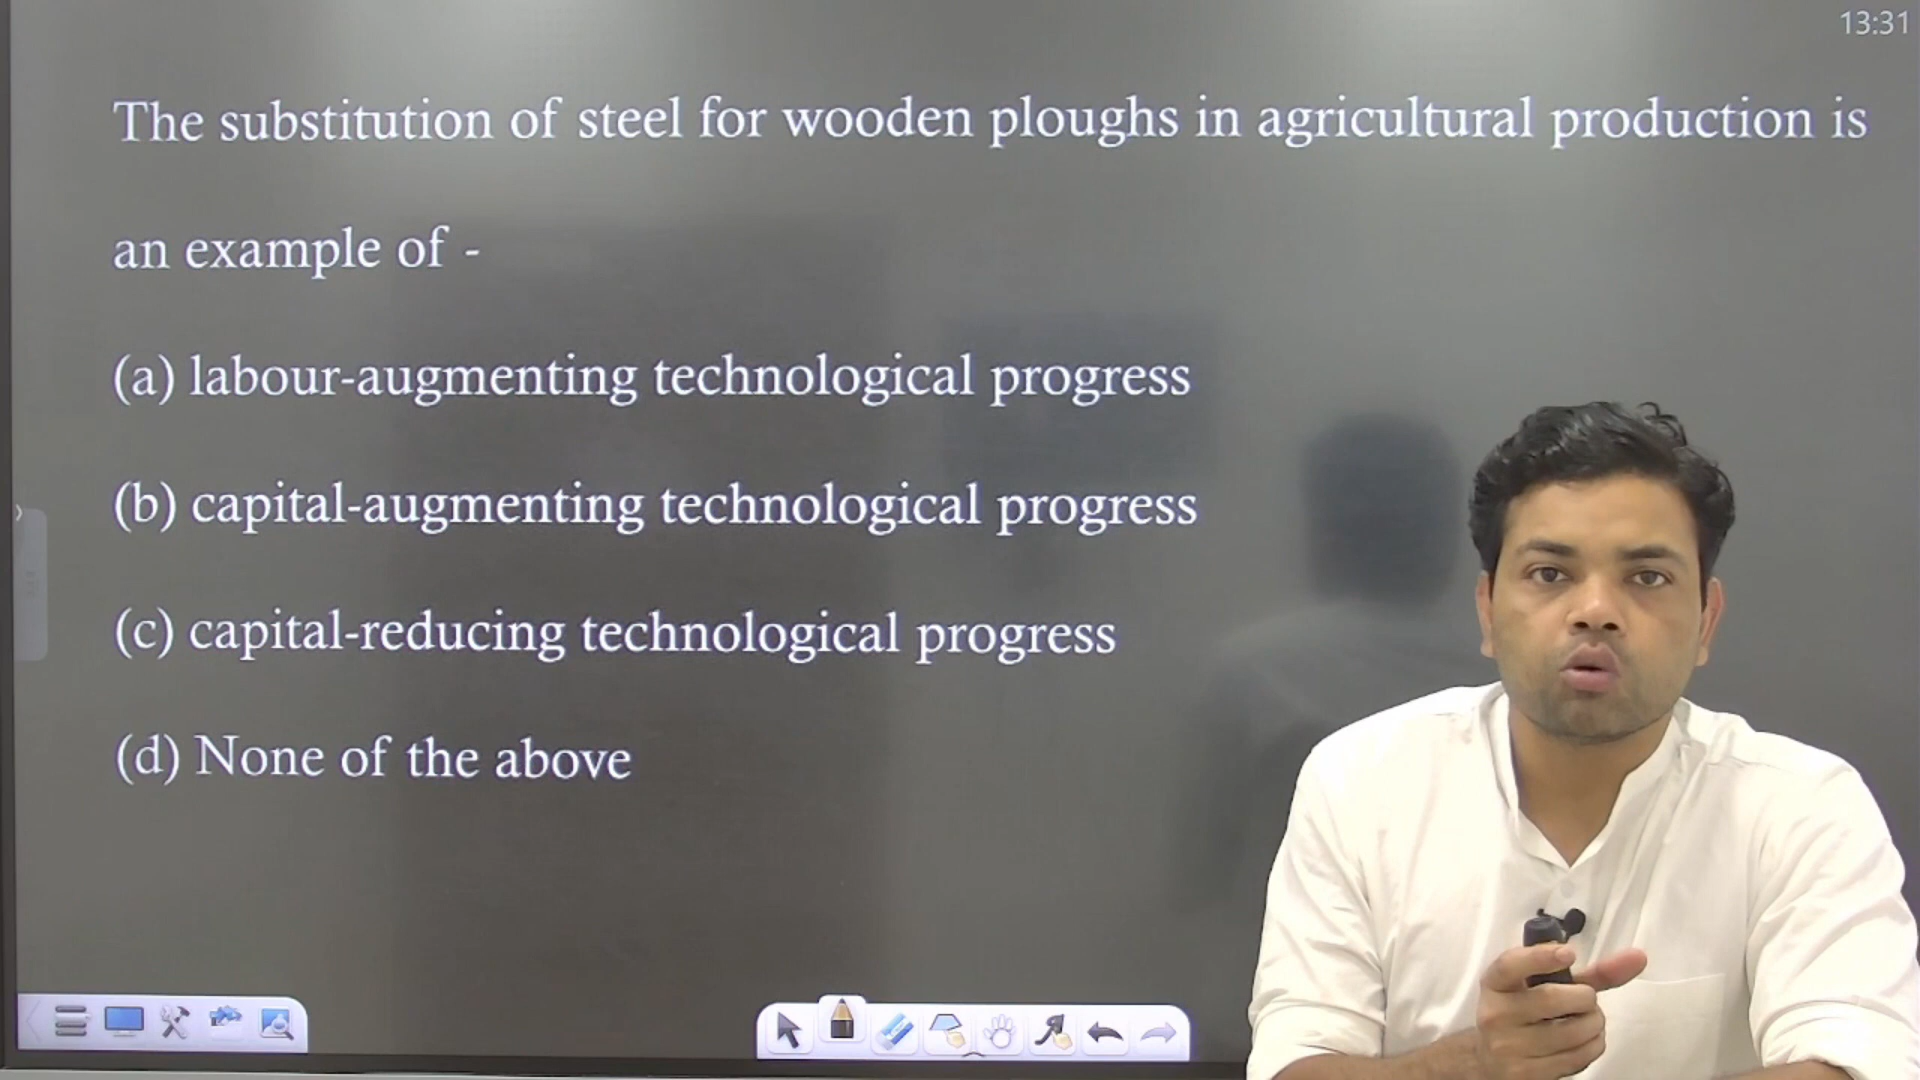 13:31
The substitution of steel for wooden ploughs in agricultural production is
an example of -
(a) labour-augmenting technological progress
(b) capital-augmenting technological progress
(c) capital-reducing technological progress
(d) None of the above